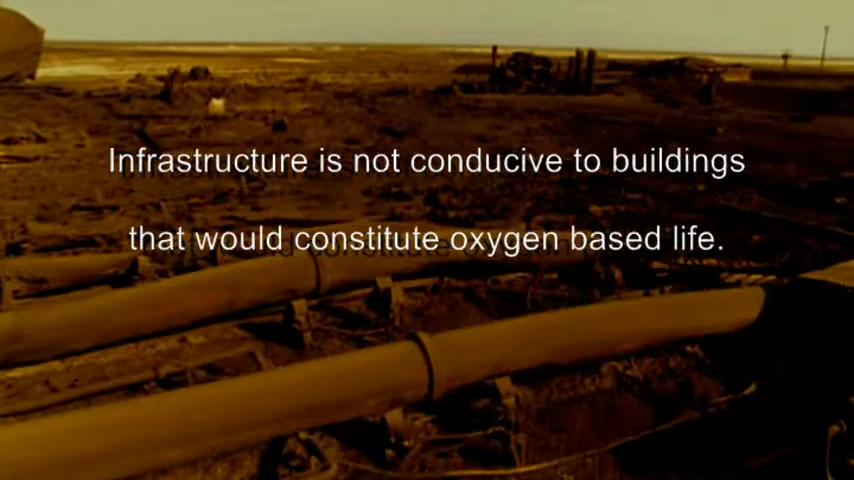 Infrastructure is not conducive to buildings
that would constitute oxygen based life.